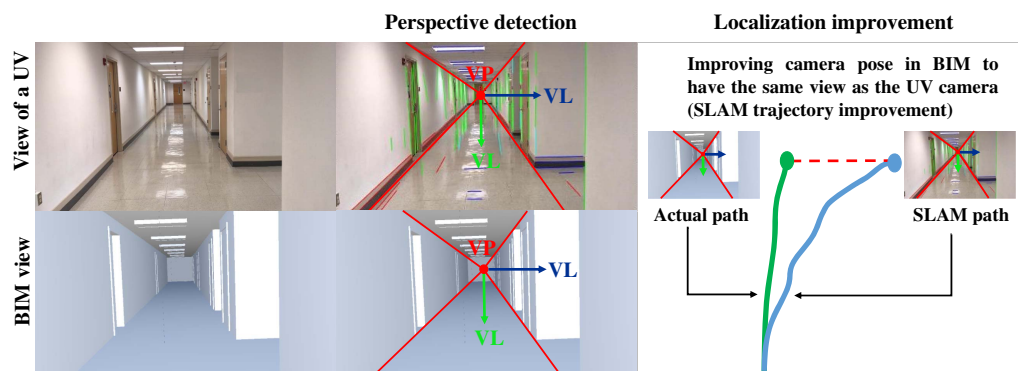 Perspective detection
Localization improvement
View of a UV
VP
VL
VL
Improving camera pose in BIM to
have the same view as the UV camera
(SLAM trajectory improvement)
Actual path
SLAM path
BIM view
VP
VL
VL